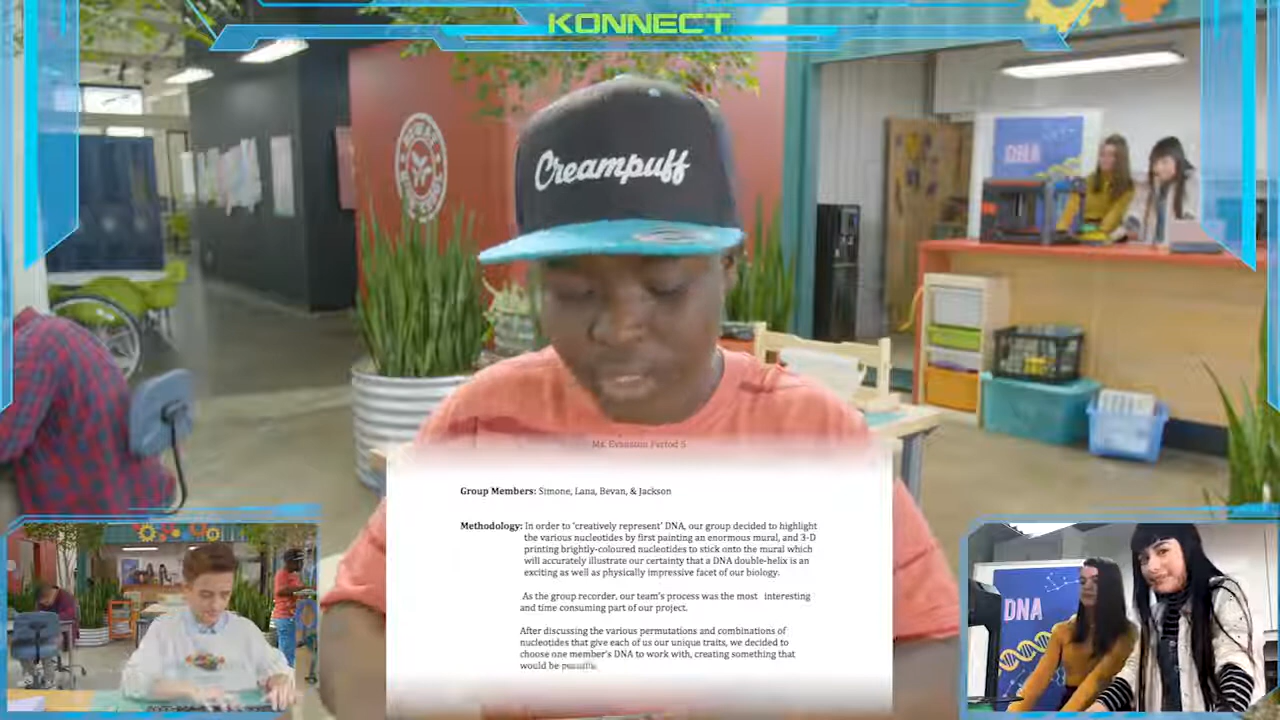 KONNECT
Creampuff
DNA
Ms. Evanston Period 5
Group Members: Simone, Lana, Bevan, & Jackson
Methodology: In order to 'creatively represent' DNA, our group decided to highlight
the various nucleotides by first painting an enormous mural, and 3-D
printing brightly-coloured nucleotides to stick onto the mural which
will accurately illustrate our certainty that a DNA double-helix is an
exciting as well as physically impressive facet of our biology.
As the group recorder, our team's process was the most interesting
and time consuming part of our project.
After discussing the various permutations and combinations of
nucleotides that give each of us our unique traits, we decided to
choose one member's DNA to work with, creating something that
would be
DNA